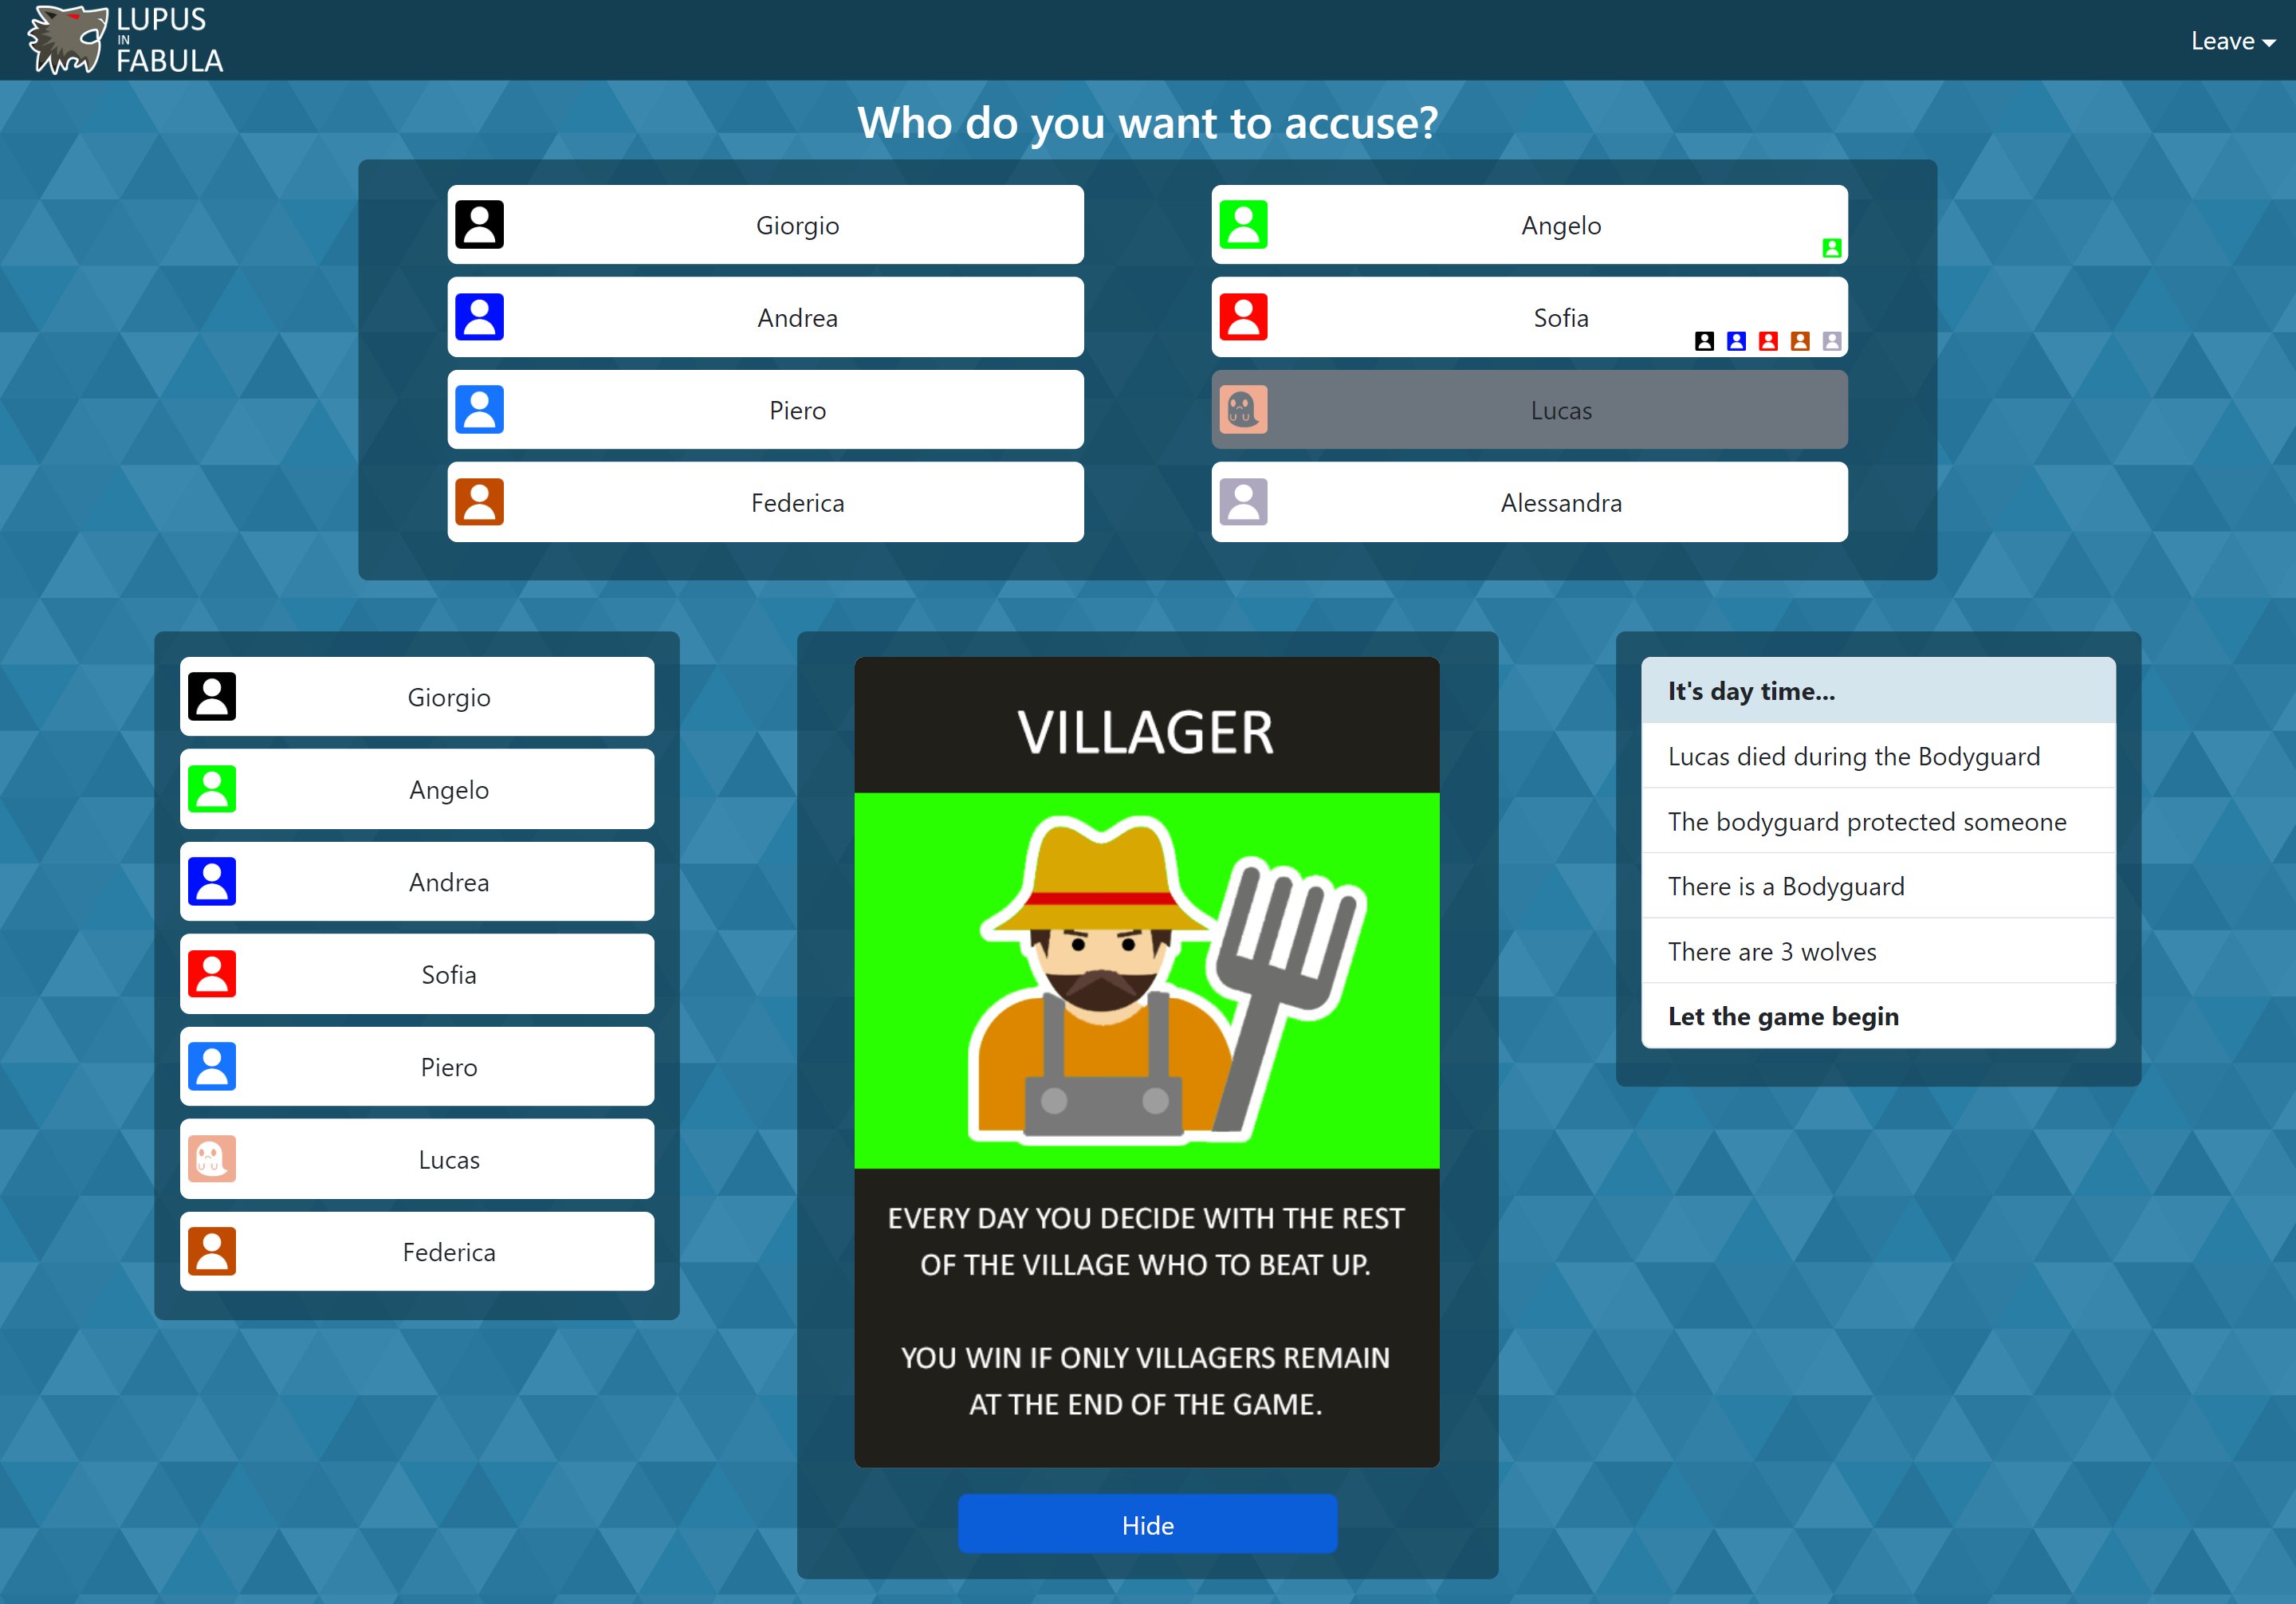 LUPUS
IN
FABULA
Leave
Who do you want to accuse?
Giorgio
Angelo
Andrea
Sofia
Piero
Lucas
Federica
Alessandra
Giorgio
Angelo
Andrea
Sofia
Piero
Lucas
Federica
VILLAGER
EVERY DAY YOU DECIDE WITH THE REST
OF THE VILLAGE WHO TO BEAT UP.
YOU WIN IF ONLY VILLAGERS REMAIN
AT THE END OF THE GAME.
Hide
It's day time...
Lucas died during the Bodyguard
The bodyguard protected someone
There is a Bodyguard
There are 3 wolves
Let the game begin